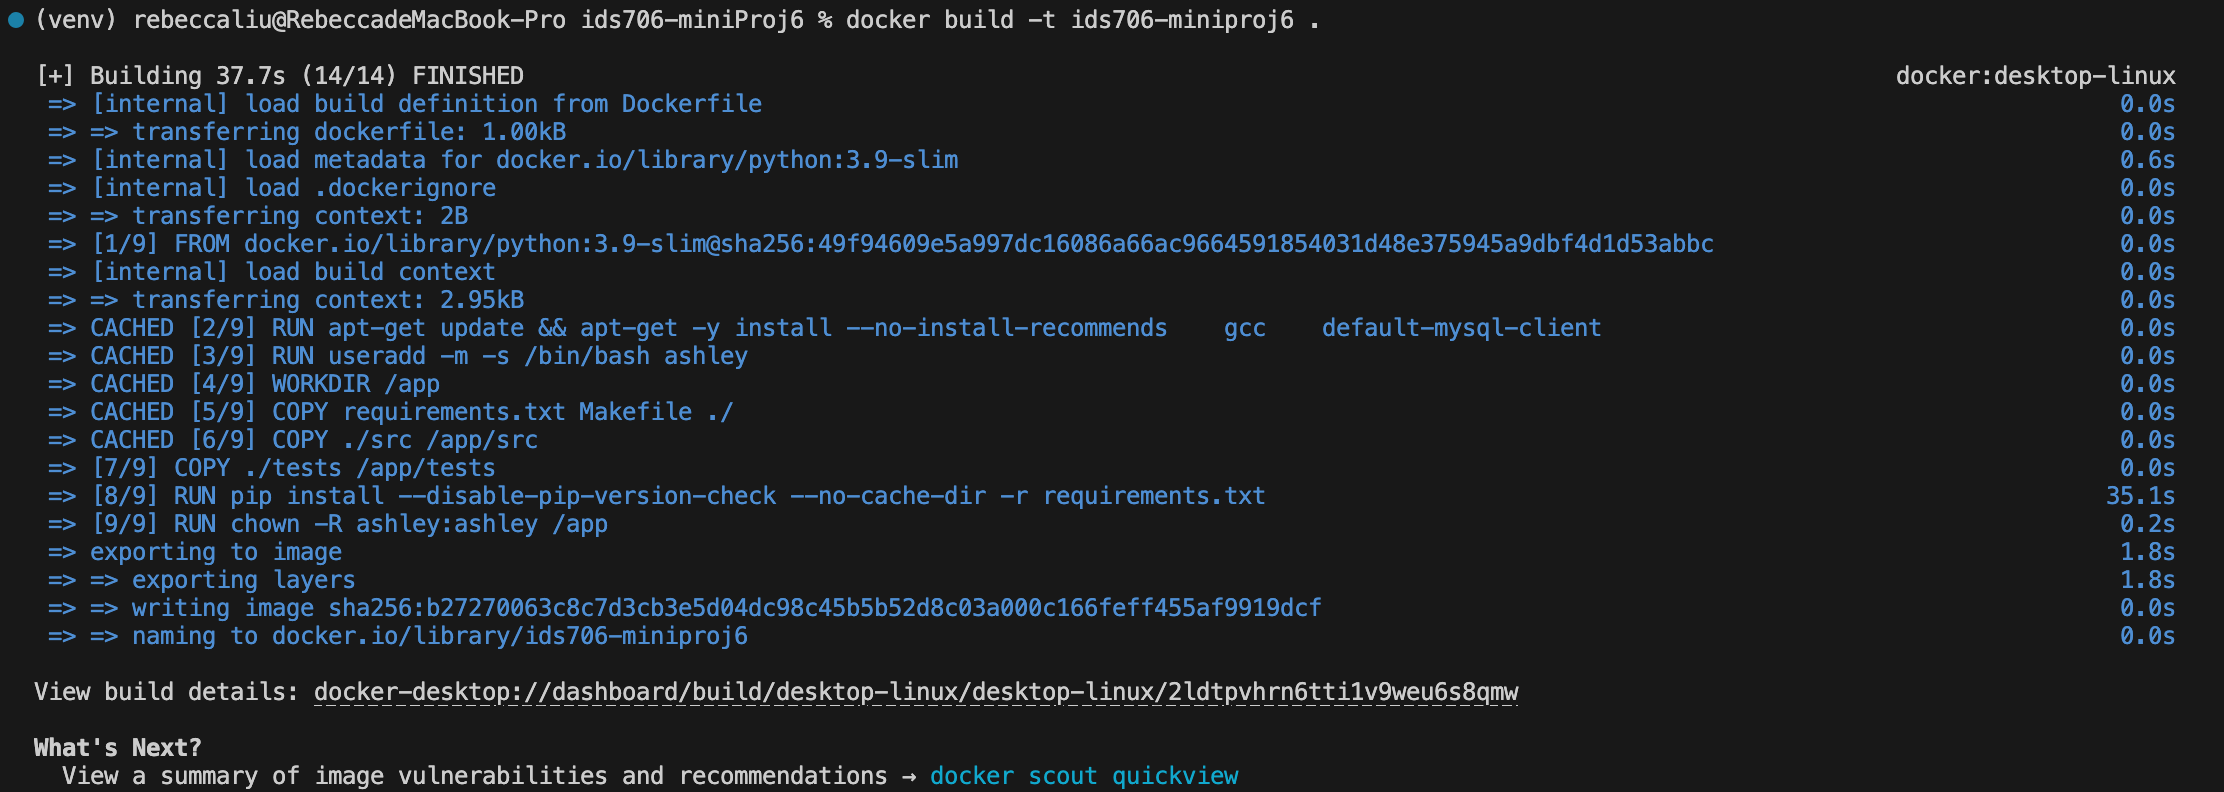 (venv) rebeccaliu@RebeccadeMacBook-Pro ids706-miniProj6 % docker build -t ids706-miniproj6 .
[+] Building 37.7s (14/14) FINISHED docker:desktop-linux
=> [internal] load build definition from Dockerfile 0.0s
=> => transferring dockerfile: 1.00kB 0.0s
=> [internal] load metadata for docker.io/library/python:3.9-slim 0.6s
=> [internal] load .dockerignore 0.0s
=> => transferring context: 2B 0.0s
=> [1/9] FROM docker.io/library/python:3.9-slim@sha256:49f94609e5a997dc16086a66ac9664591854031d48e375945a9dbf4d1d53abbc 0.0s
=> [internal] load build context 0.0s
=> => transferring context: 2.95kB 0.0s
=> CACHED [2/9] RUN apt-get update && apt-get -y install --no-install-recommends    gcc    default-mysql-client 0.0s
=> CACHED [3/9] RUN useradd -m -s /bin/bash ashley 0.0s
=> CACHED [4/9] WORKDIR /app 0.0s
=> CACHED [5/9] COPY requirements.txt Makefile ./ 0.0s
=> CACHED [6/9] COPY ./src /app/src 0.0s
=> [7/9] COPY ./tests /app/tests 0.0s
=> [8/9] RUN pip install --disable-pip-version-check --no-cache-dir -r requirements.txt 35.1s
=> [9/9] RUN chown -R ashley:ashley /app 0.2s
=> exporting to image 1.8s
=> => exporting layers 1.8s
=> => writing image sha256:b27270063c8c7d3cb3e5d04dc98c45b5b52d8c03a000c166feff455af9919dcf 0.0s
=> => naming to docker.io/library/ids706-miniproj6 0.0s
View build details: docker-desktop://dashboard/build/desktop-linux/desktop-linux/2ldtpvhrn6tti1v9weu6s8qmw
What's Next?
View a summary of image vulnerabilities and recommendations → docker scout quickview